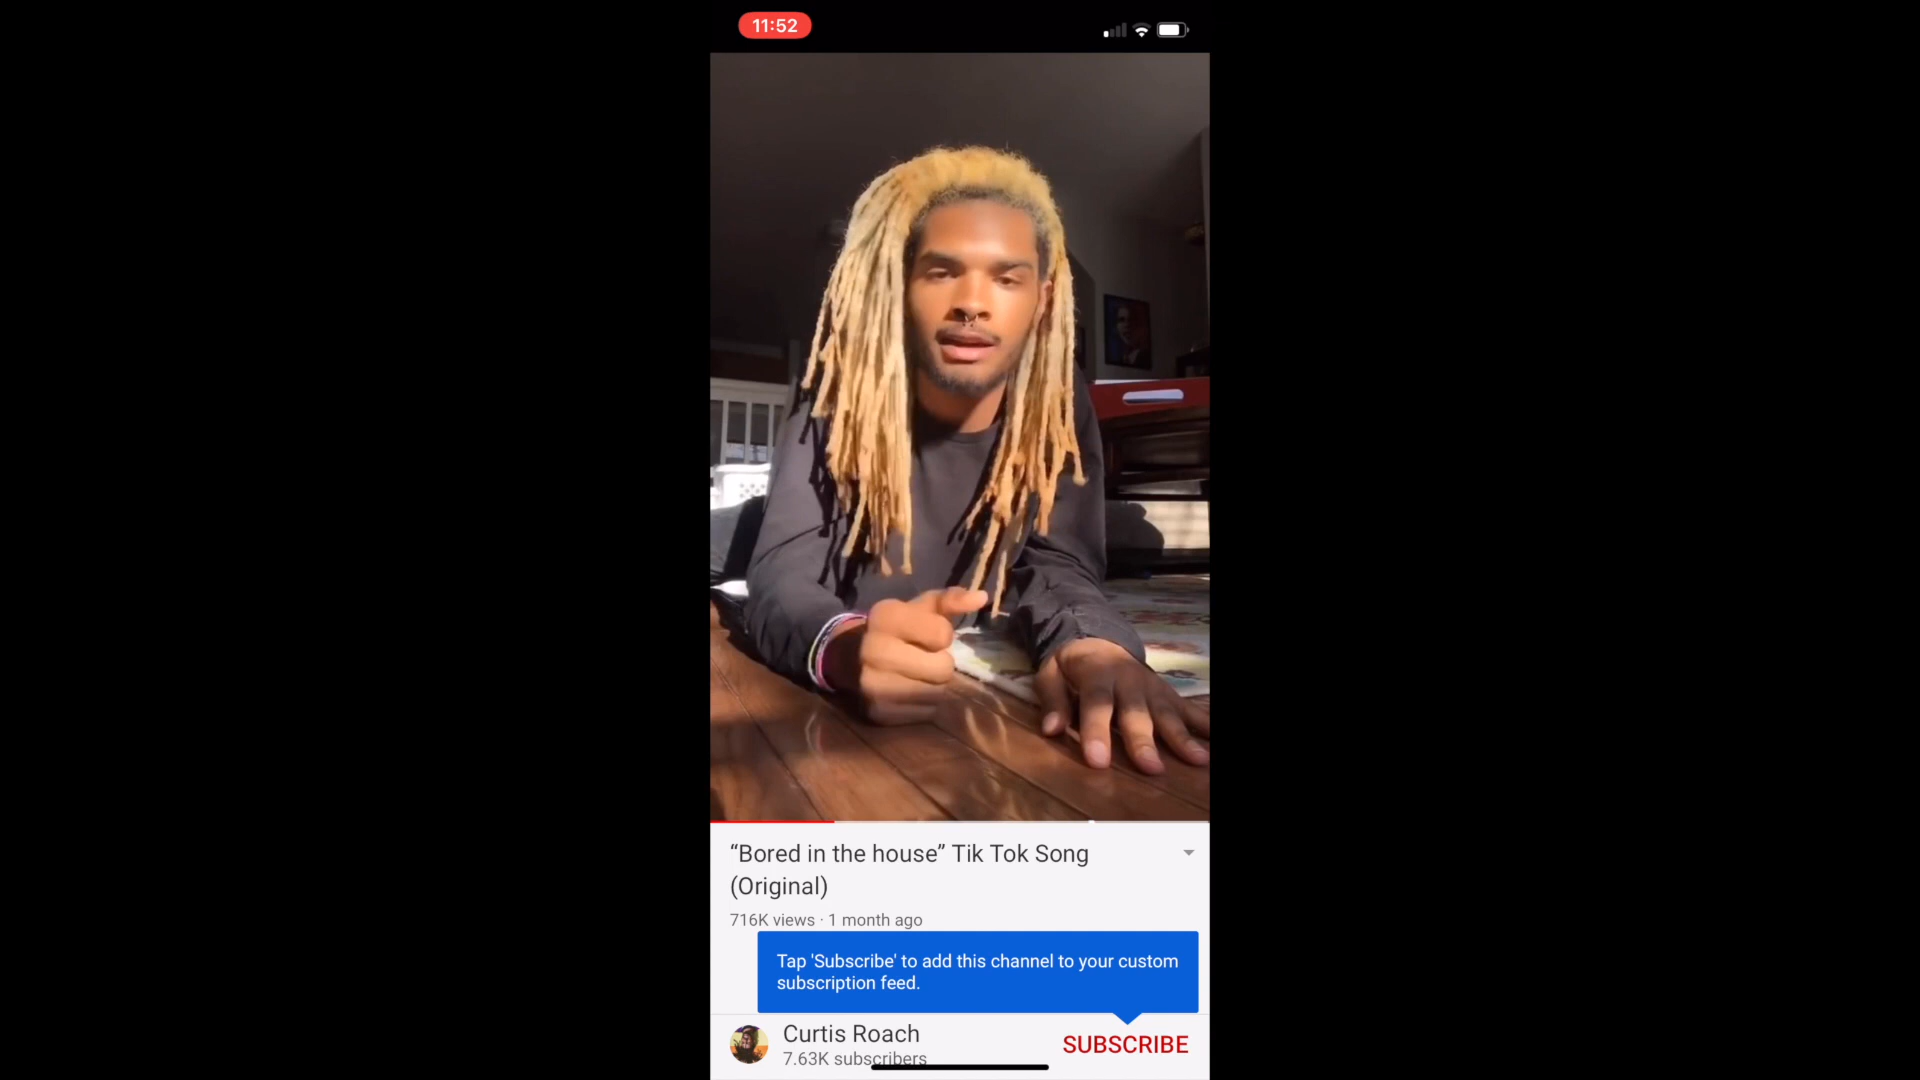 11:52
“Bored in the house” Tik Tok Song
(Original)
716K views · 1 month ago
Tap 'Subscribe' to add this channel to your custom
subscription feed.
Curtis Roach
SUBSCRIBE
7.63K subscribers